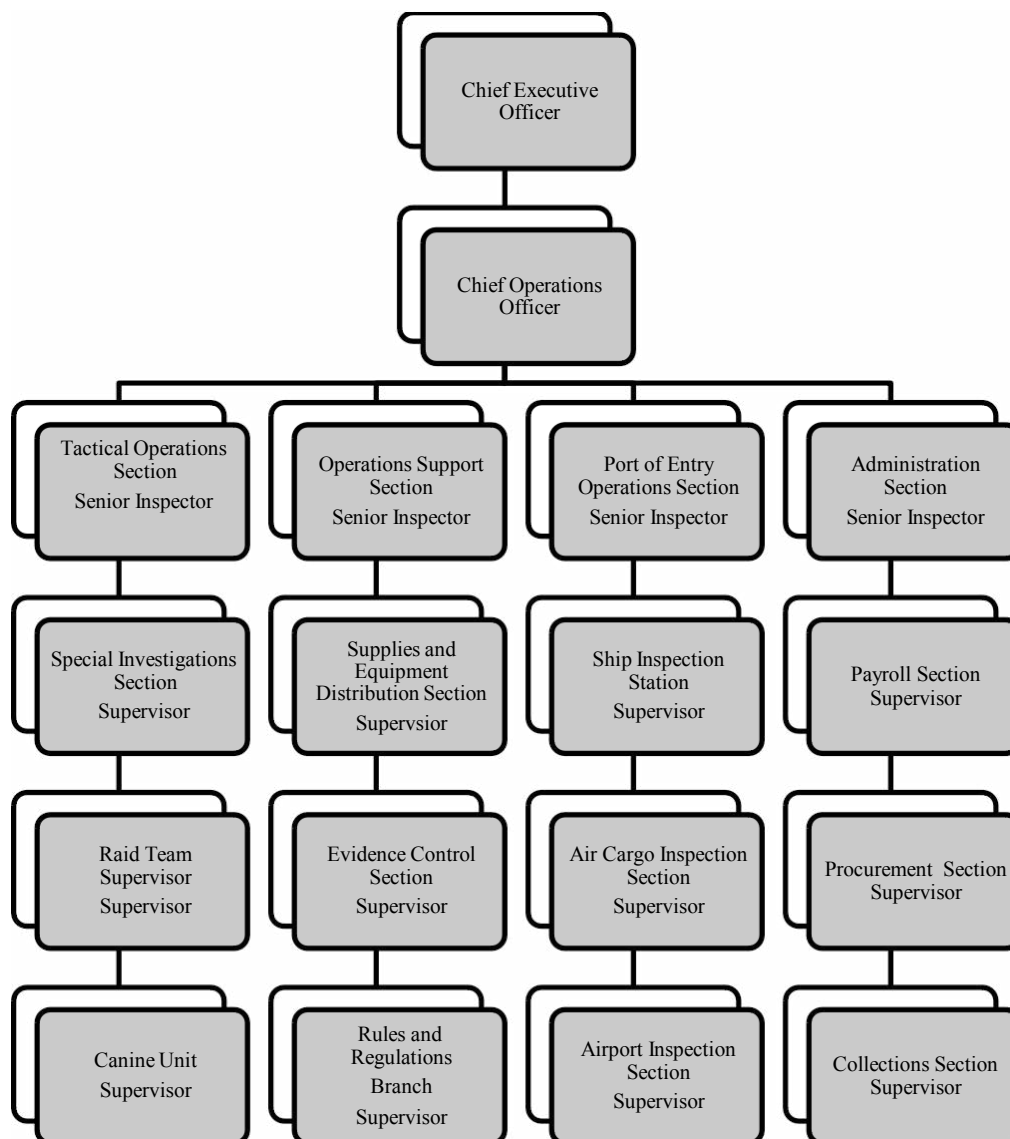 Chief Executive
Officer
Chief Operations
Officer
Tactical Operations
Section
Senior Inspector
Operations Support
Section
Senior Inspector
Port of Entry
Operations Section
Senior Inspector
Administration
Section
Senior Inspector
Special Investigations
Section
Supervisor
Supplies and
Equipment
Distribution Section
Supervsior
Ship Inspection
Station
Supervisor
Payroll Section
Supervisor
Raid Team
Supervisor
Supervisor
Evidence Control
Section
Supervisor
Air Cargo Inspection
Section
Supervisor
Procurement Section
Supervisor
Canine Unit
Supervisor
Rules and
Regulations
Branch
Supervisor
Airport Inspection
Section
Supervisor
Collections Section
Supervisor